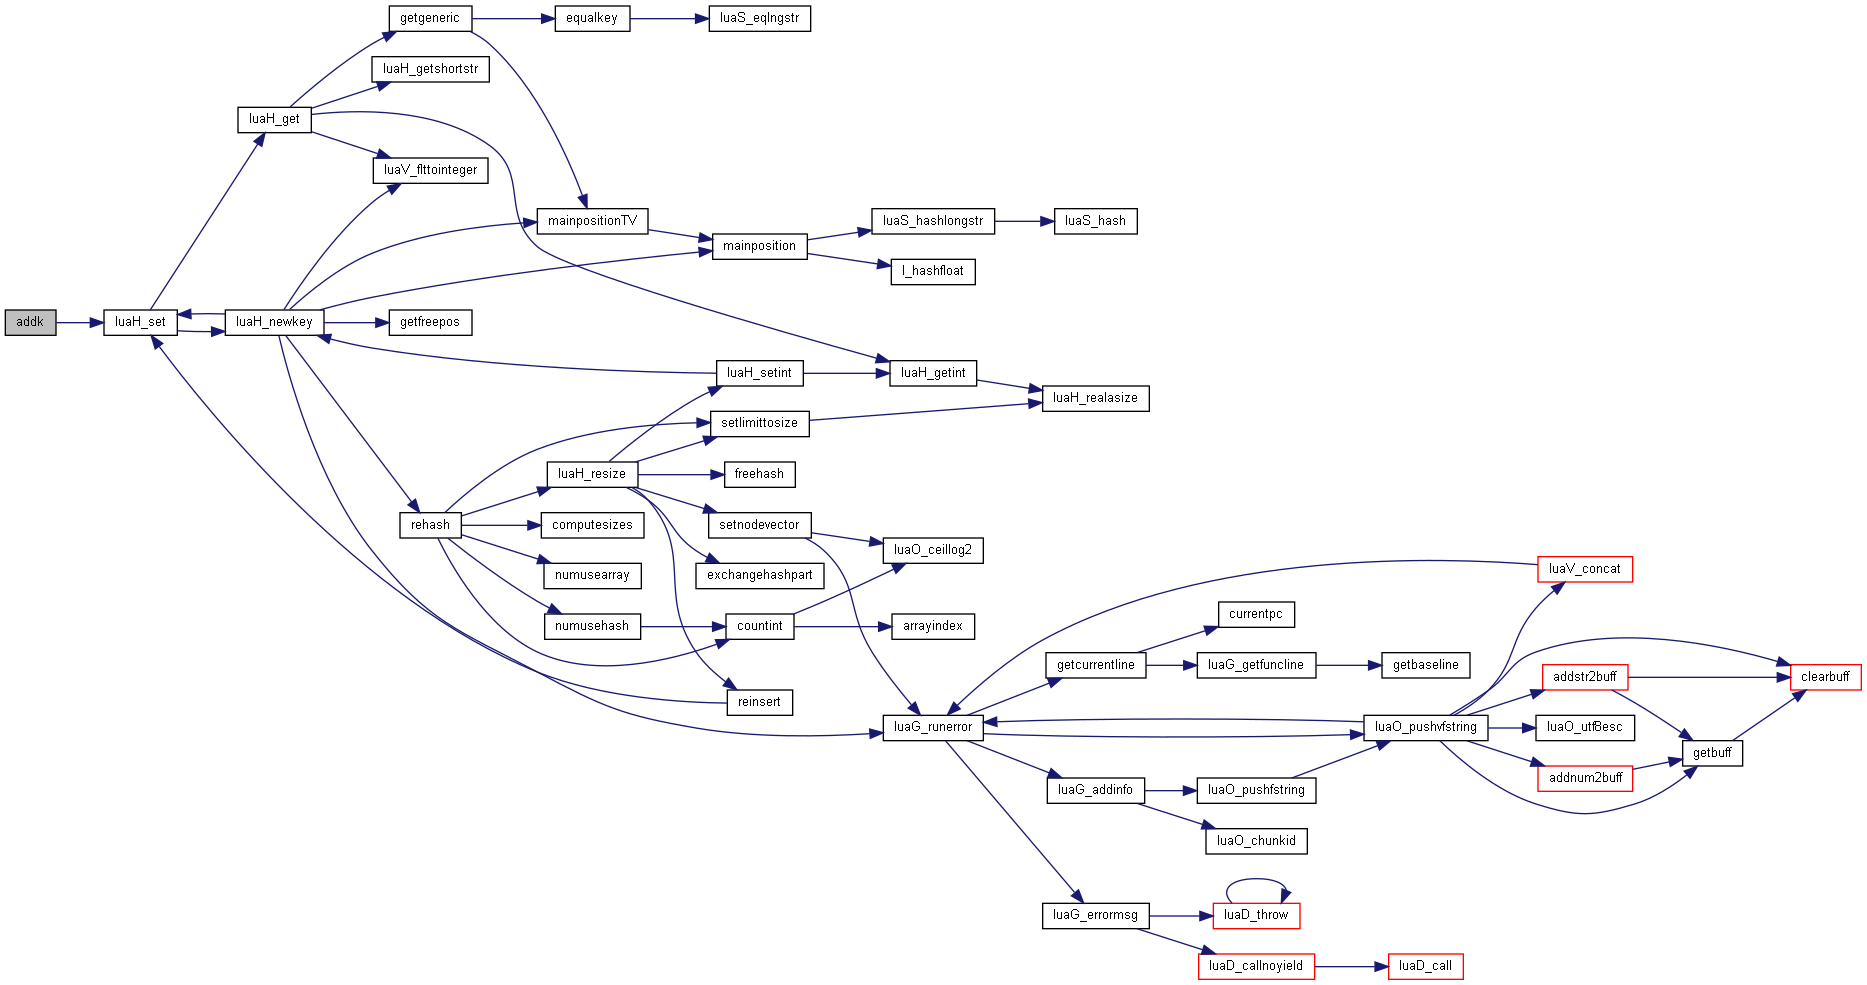 getgeneric
equalkey
luaS_eqlngstr
luaH_getshortstr
luaH_get
luaV_flttointeger
mainpositionTV
luaS_hashlongstr
luaS_hash
mainposition
l_hashfloat
addk
luaH_set
luaH_newkey
getfreepos
luaH_setint
luaH_getint
luaH_realasize
setlimittosize
luaH_resize
freehash
rehash
computesizes
setnodevector
luaO_ceillog2
numusearray
exchangehashpart
luaV_concat
numusehash
countint
arrayindex
currentpc
getcurrentline
luaG_getfuncline
getbaseline
addstr2buff
clearbuff
reinsert
luaG_runerror
luaO_pushvfstring
luaO_utf8esc
getbuff
luaG_addinfo
luaO_pushfstring
addnum2buff
luaO_chunkid
luaG_errormsg
luaD_throw
luaD_callnoyield
luaD_call